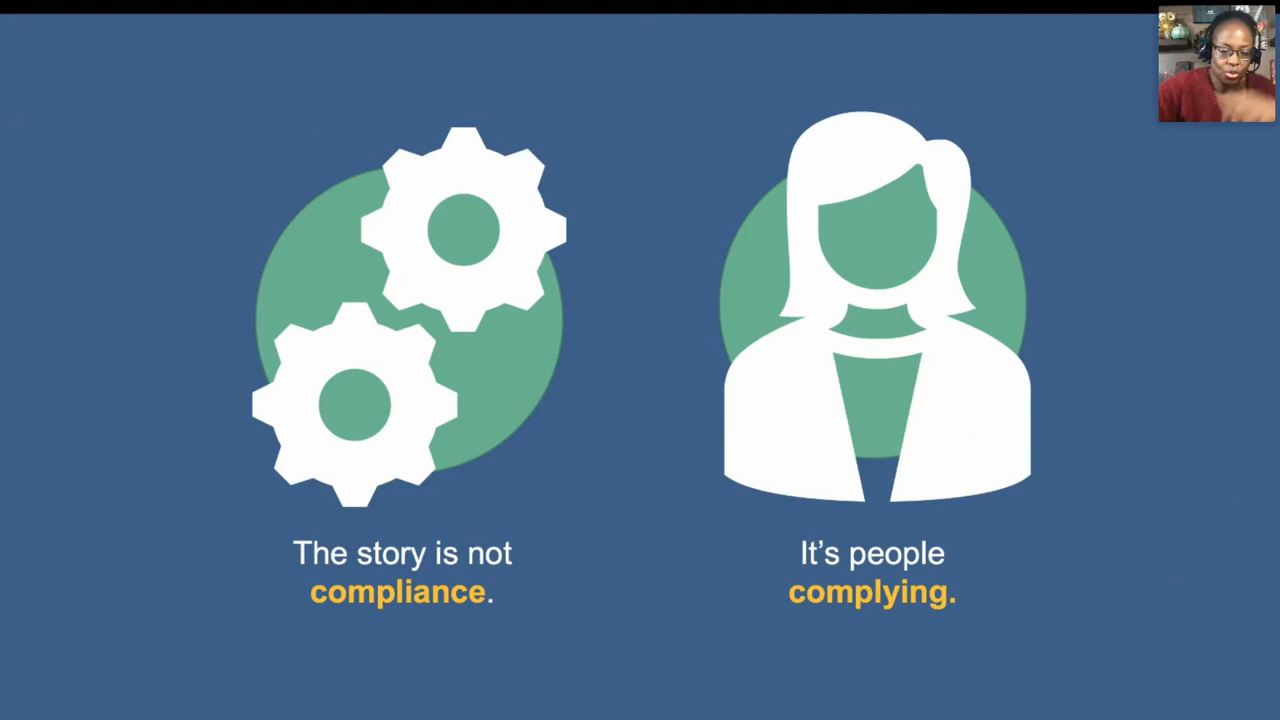 The story is not
compliance.
It’s people
complying.